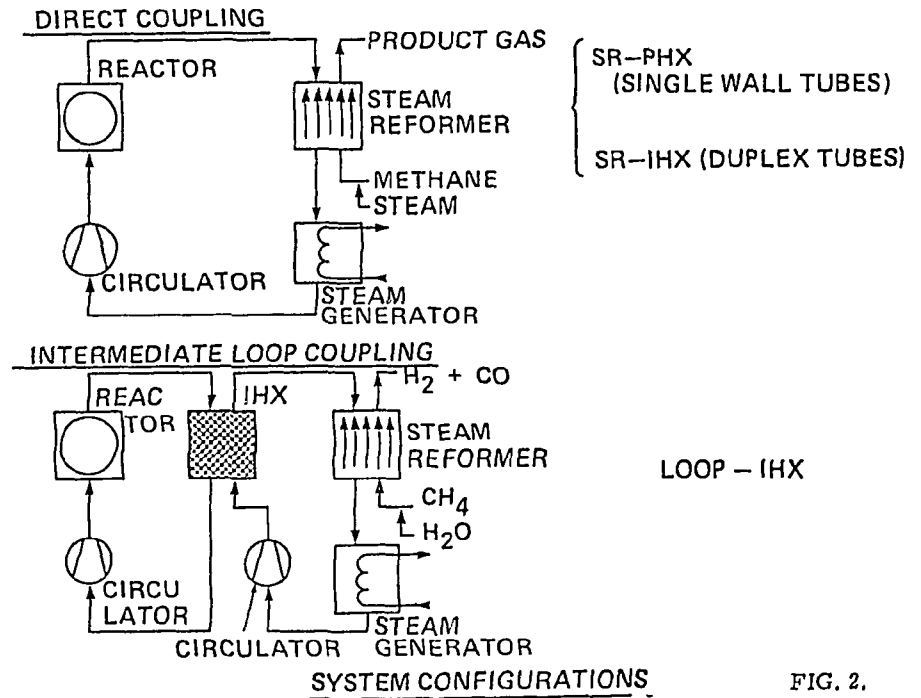 DIRECT COUPLING
REACTOR
PRODUCT GAS
STEAM
REFORMER
METHANE
STEAM
CIRCULATOR
STEAM
GENERATOR
SR-PHX
(SINGLE WALL TUBES)
SR-IHX (DUPLEX TUBES)
INTERMEDIATE LOOP COUPLING
REAC
TOR
IHX
H2 + CO
STEAM
REFORMER
CH4
H2O
CIRCU
LATOR
CIRCULATOR
STEAM
GENERATOR
LOOP - IHX
SYSTEM CONFIGURATIONS
FIG. 2.